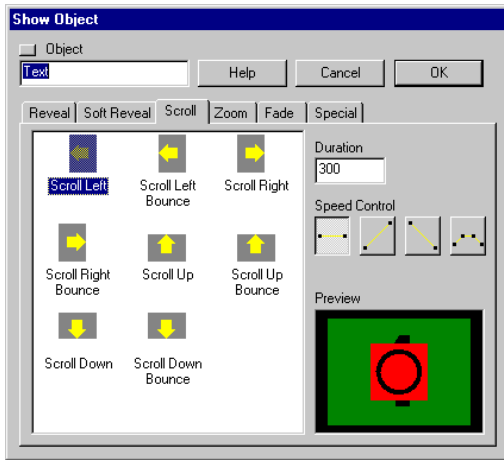 Show Object
Object
Text
Help
Cancel
OK
Reveal
Soft Reveal
Scroll
Zoom
Fade
Special
Scroll Left
Scroll Left
Bounce
Scroll Right
Scroll Right
Bounce
Scroll Up
Scroll Up
Bounce
Scroll Down
Scroll Down
Bounce
Duration
300
Speed Control
Preview